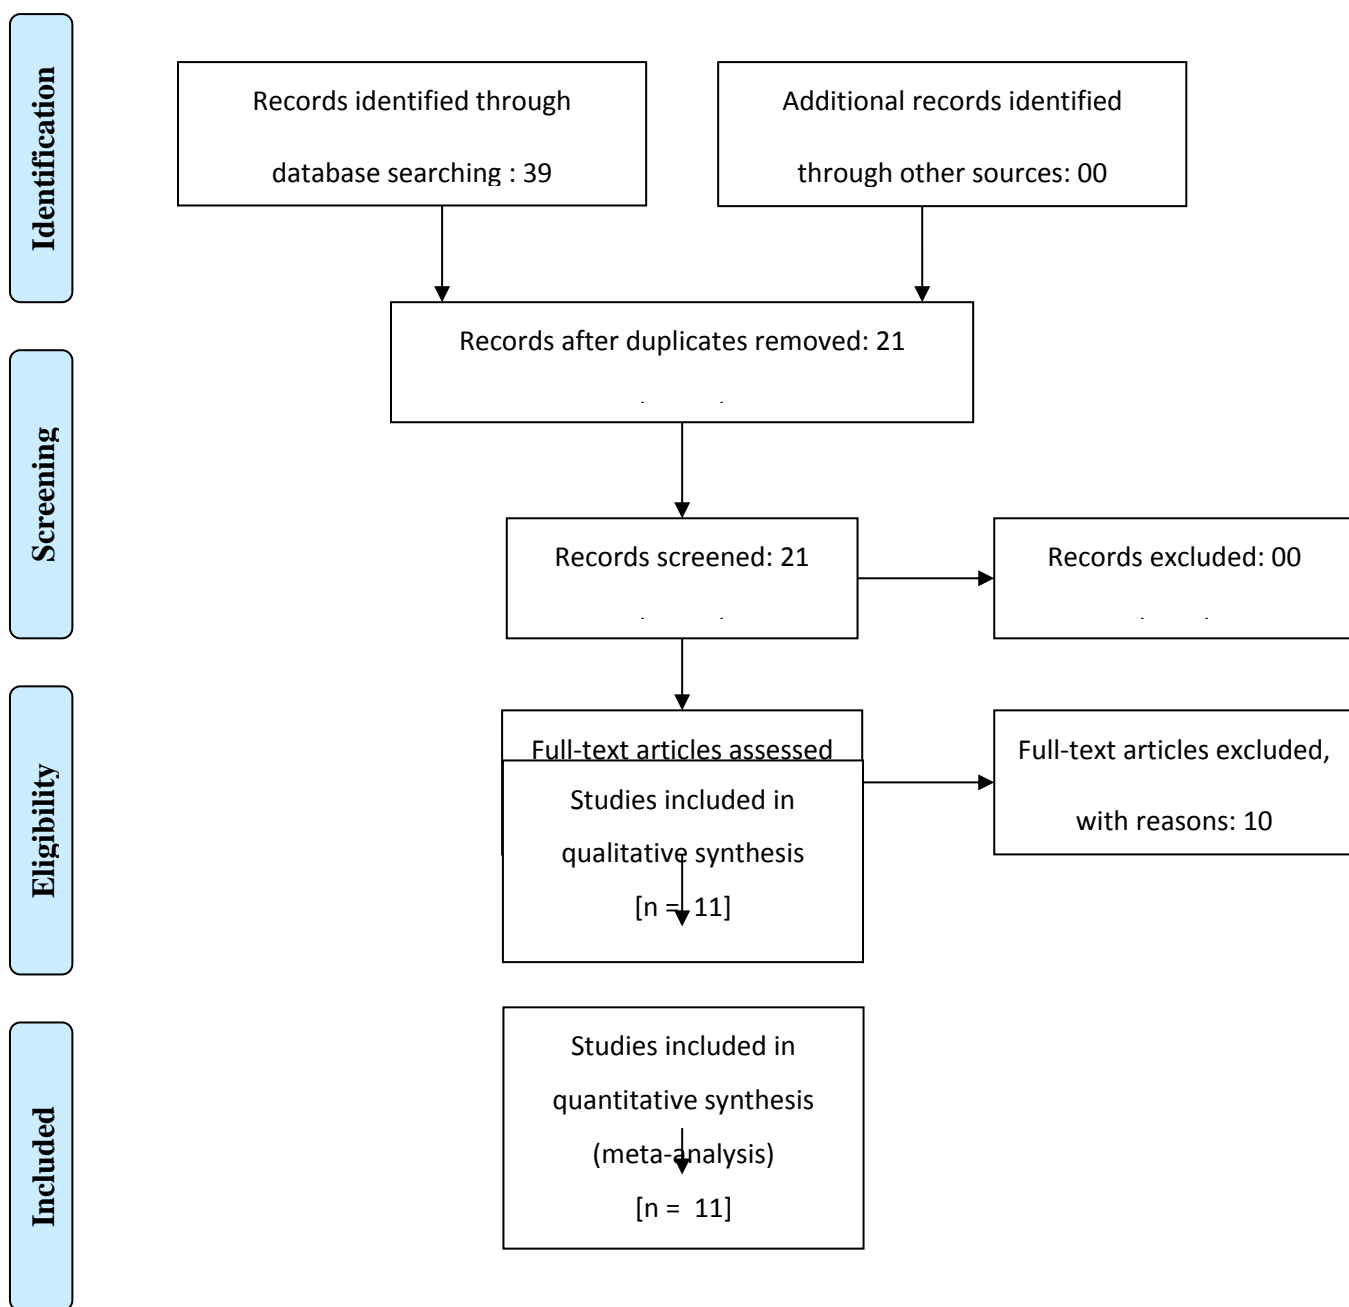 Identification
Records identified through
database searching : 39
Additional records identified
through other sources: 00
Records after duplicates removed: 21
Screening
Records screened: 21
Records excluded: 00
Eligibility
Full-text articles assessed
Full-text articles excluded,
with reasons: 10
Studies included in
qualitative synthesis
[n = 11]
Included
Studies included in
quantitative synthesis
(meta-analysis)
[n = 11]